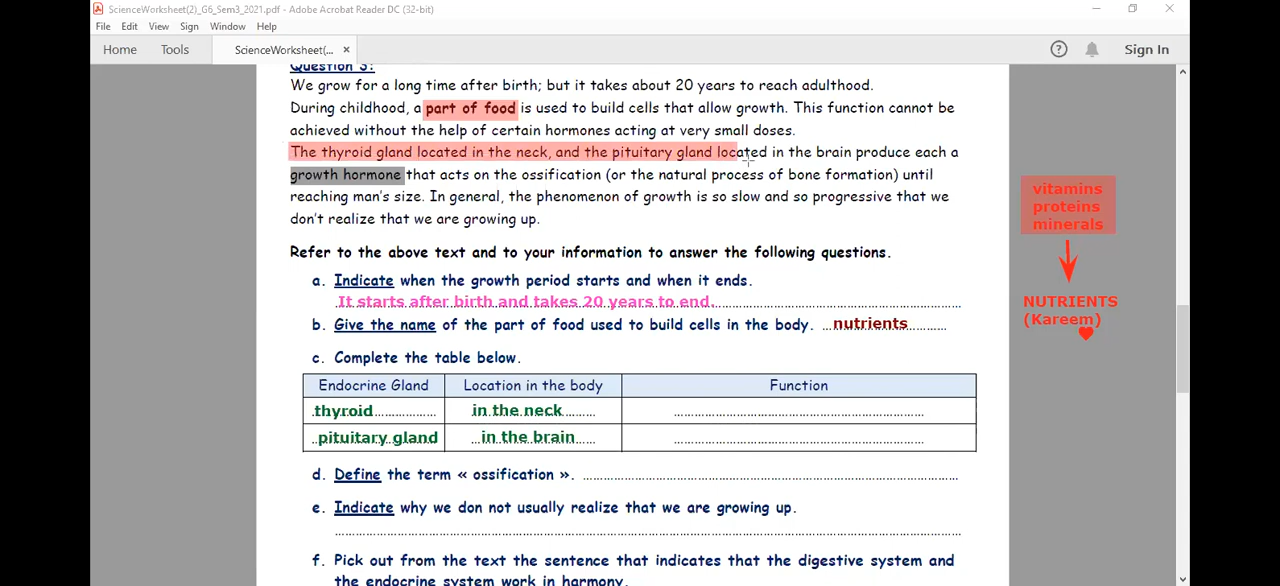 ScienceWorksheet(2)_G6_Sem3_2021.pdf - Adobe Acrobat Reader DC (32-bit)
File Edit View Sign Window Help
Home Tools ScienceWorksheet(... × Sign In
Question 3:
We grow for a long time after birth; but it takes about 20 years to reach adulthood.
During childhood, a part of food is used to build cells that allow growth. This function cannot be
achieved without the help of certain hormones acting at very small doses.
The thyroid gland located in the neck, and the pituitary gland located in the brain produce each a
growth hormone that acts on the ossification (or the natural process of bone formation) until
reaching man's size. In general, the phenomenon of growth is so slow and so progressive that we
don't realize that we are growing up.
Refer to the above text and to your information to answer the following questions.
a. Indicate when the growth period starts and when it ends.
It starts after birth and takes 20 years to end.
b. Give the name of the part of food used to build cells in the body. nutrients
c. Complete the table below.
Endocrine Gland Location in the body Function
thyroid in the neck
pituitary gland in the brain
d. Define the term « ossification ».
e. Indicate why we don not usually realize that we are growing up.
f. Pick out from the text the sentence that indicates that the digestive system and
the endocrine system work in harmony.
vitamins
proteins
minerals
NUTRIENTS
(Kareem)